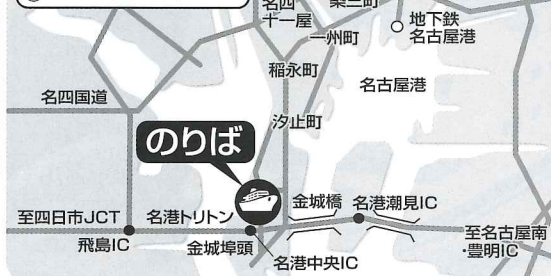 名四
十一屋
一州町
地下鉄
名古屋港
稲永町
名古屋港
名四国道
汐止町
のりば
金城橋
名港潮見IC
至四日市JCT
名港トリトン
飛島IC
金城埠頭
名港中央IC
至名古屋南
・豊明IC